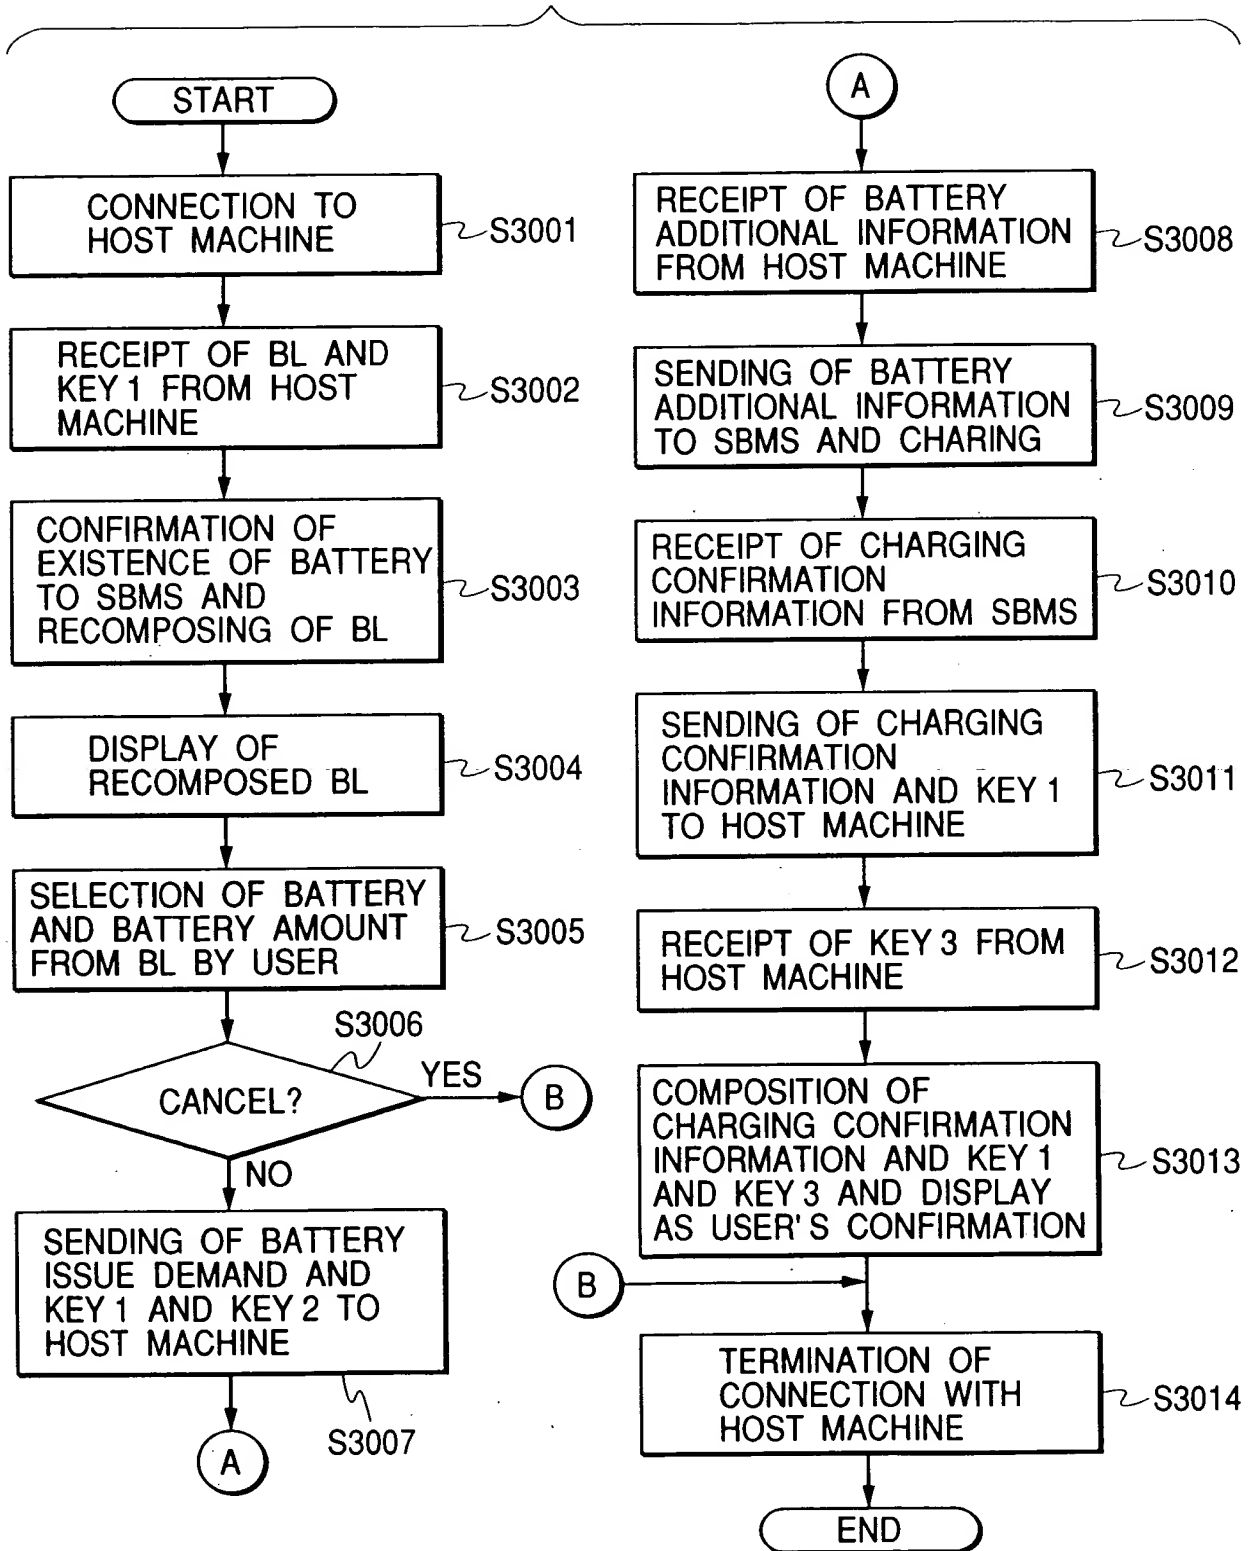 START
CONNECTION TO
HOST MACHINE
S3001
RECEIPT OF BL AND
KEY 1 FROM HOST
MACHINE
S3002
CONFIRMATION OF
EXISTENCE OF BATTERY
TO SBMS AND
RECOMPOSING OF BL
S3003
DISPLAY OF
RECOMPOSED BL
S3004
SELECTION OF BATTERY
AND BATTERY AMOUNT
FROM BL BY USER
S3005
S3006
CANCEL?
YES
B
NO
SENDING OF BATTERY
ISSUE DEMAND AND
KEY 1 AND KEY 2 TO
HOST MACHINE
S3007
A
A
RECEIPT OF BATTERY
ADDITIONAL INFORMATION
FROM HOST MACHINE
S3008
SENDING OF BATTERY
ADDITIONAL INFORMATION
TO SBMS AND CHARING
S3009
RECEIPT OF CHARGING
CONFIRMATION
INFORMATION FROM SBMS
S3010
SENDING OF CHARGING
CONFIRMATION
INFORMATION AND KEY 1
TO HOST MACHINE
S3011
RECEIPT OF KEY 3 FROM
HOST MACHINE
S3012
COMPOSITION OF
CHARGING CONFIRMATION
INFORMATION AND KEY 1
AND KEY 3 AND DISPLAY
AS USER'S CONFIRMATION
S3013
B
TERMINATION OF
CONNECTION WITH
HOST MACHINE
S3014
END